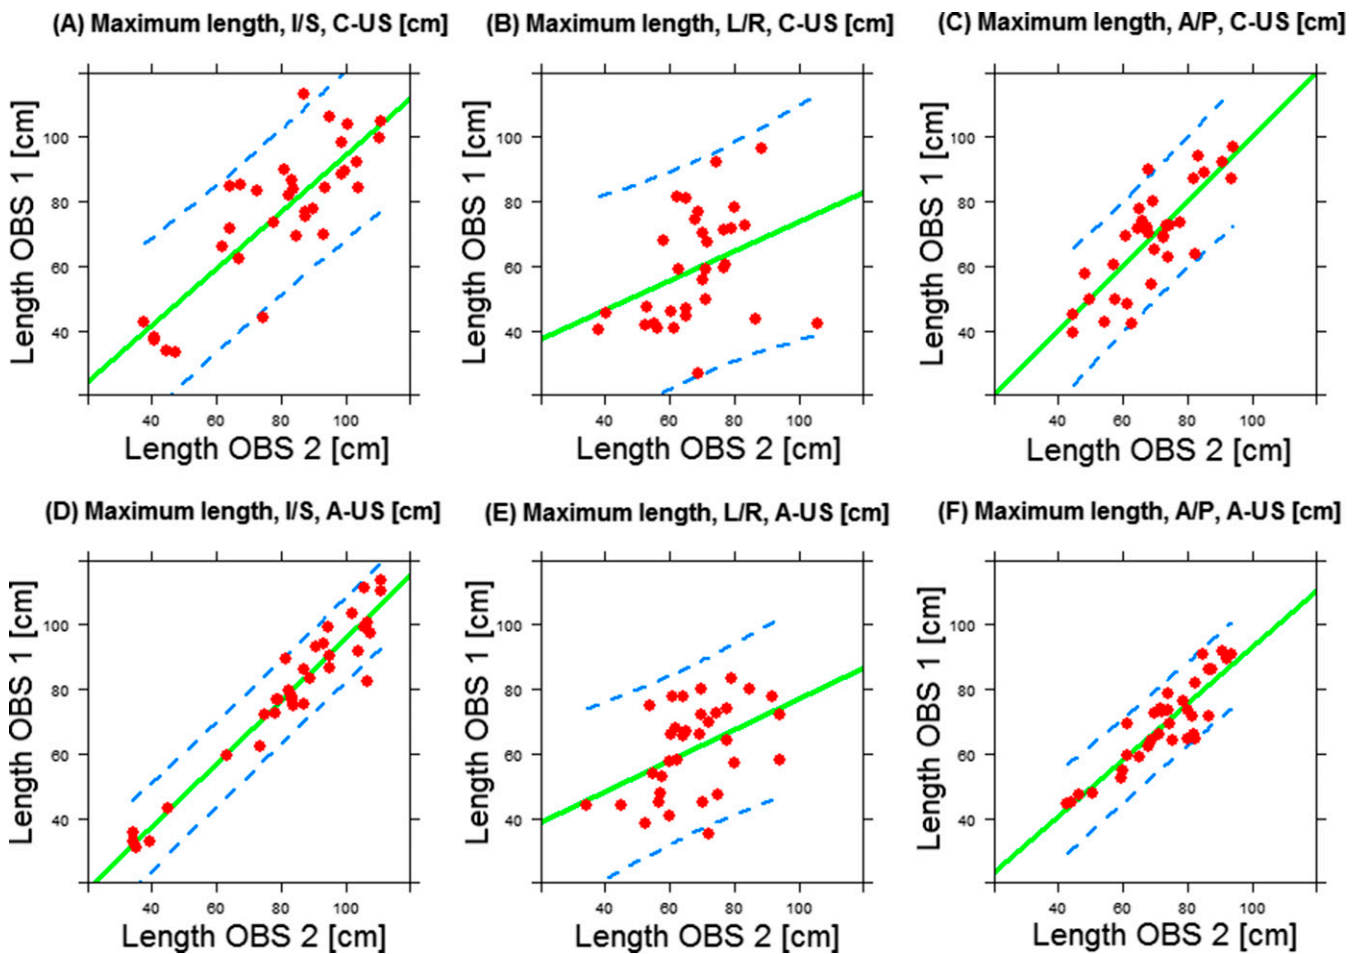 (A) Maximum length, I/S, C-US [cm]
(B) Maximum length, L/R, C-US [cm]
(C) Maximum length, A/P, C-US [cm]
Length OBS 1 [cm]
100
80
60
40
40 60 80 100
Length OBS 2 [cm]
Length OBS 1 [cm]
100
80
60
40
40 60 80 100
Length OBS 2 [cm]
Length OBS 1 [cm]
100
80
60
40
40 60 80 100
Length OBS 2 [cm]
(D) Maximum length, I/S, A-US [cm]
(E) Maximum length, L/R, A-US [cm]
(F) Maximum length, A/P, A-US [cm]
Length OBS 1 [cm]
100
80
60
40
40 60 80 100
Length OBS 2 [cm]
Length OBS 1 [cm]
100
80
60
40
40 60 80 100
Length OBS 2 [cm]
Length OBS 1 [cm]
100
80
60
40
40 60 80 100
Length OBS 2 [cm]